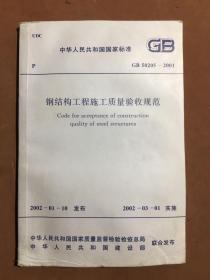 UDC
中华人民共和国国家标准 GB
P GB 50205-2001
钢结构工程施工质量验收规范
Code for acceptance of construction
quality of steel structures
2002-01-10 发布 2002-03-01 实施
中华人民共和国国家质量监督检验检疫总局
中华人民共和国建设部 联合发布